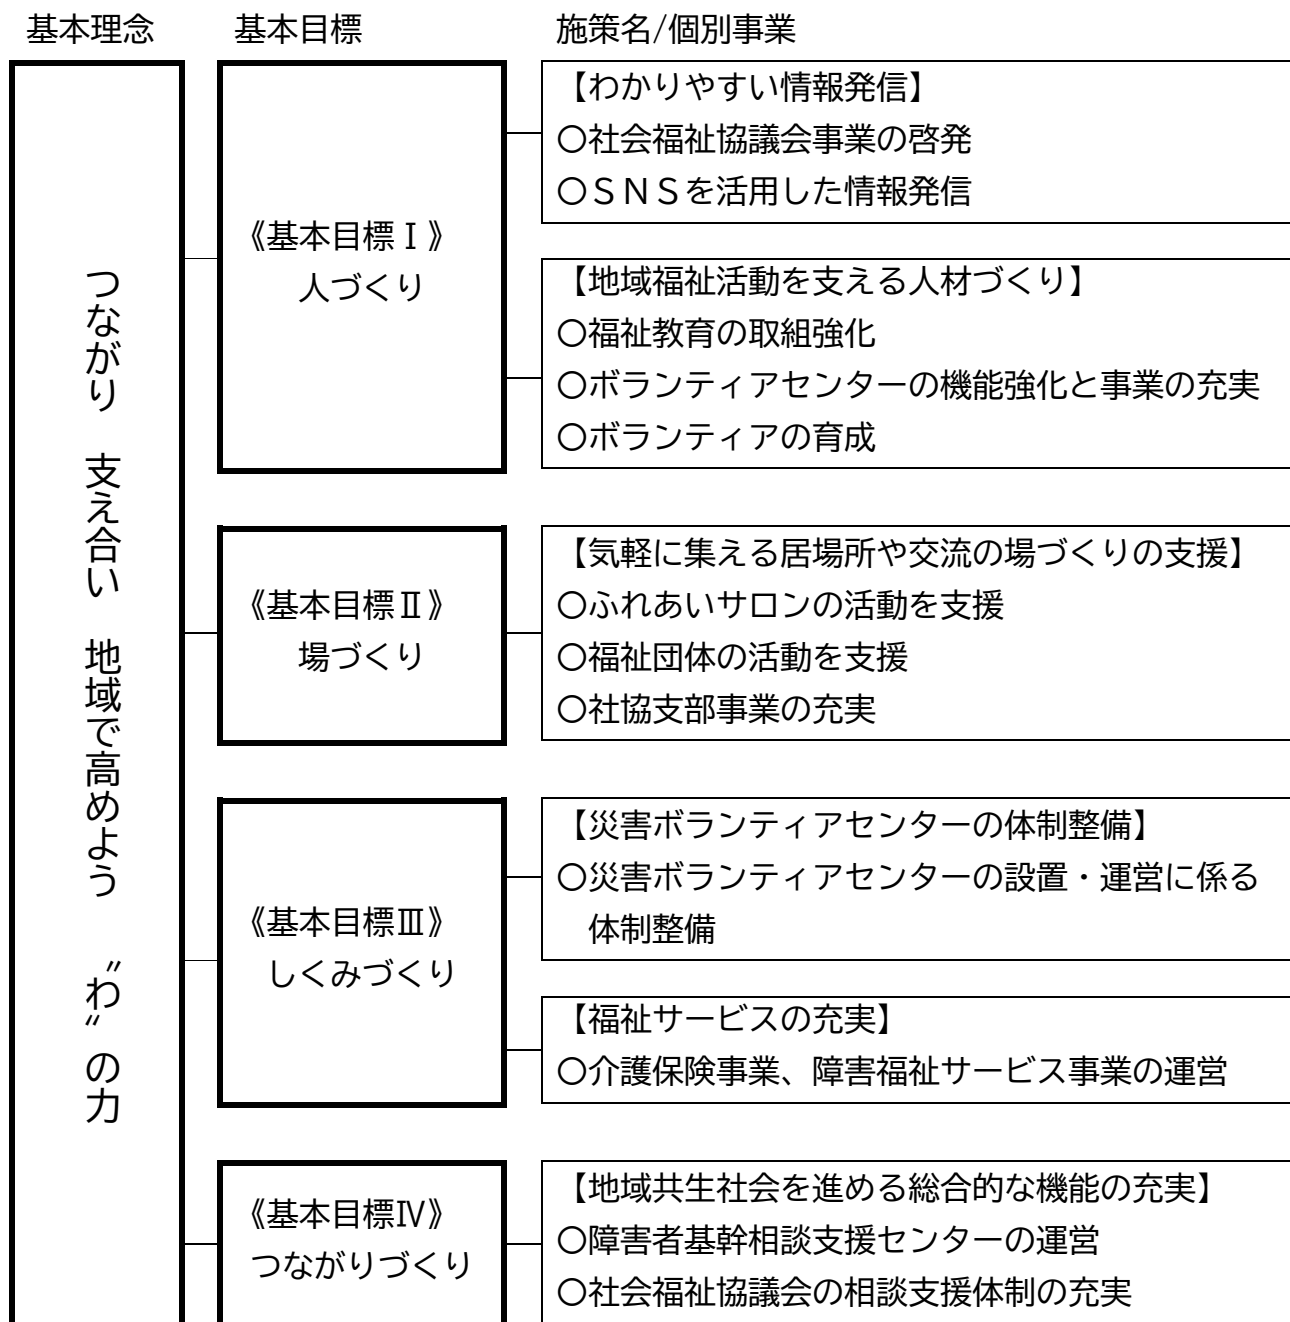 基本理念 基本目標 施策名/個別事業
つながり 支え合い 地域で高めよう “わ”の力
《基本目標Ⅰ》
人づくり
【わかりやすい情報発信】
〇社会福祉協議会事業の啓発
〇ＳＮＳを活用した情報発信
【地域福祉活動を支える人材づくり】
〇福祉教育の取組強化
〇ボランティアセンターの機能強化と事業の充実
〇ボランティアの育成
《基本目標Ⅱ》
場づくり
【気軽に集える居場所や交流の場づくりの支援】
〇ふれあいサロンの活動を支援
〇福祉団体の活動を支援
〇社協支部事業の充実
《基本目標Ⅲ》
しくみづくり
【災害ボランティアセンターの体制整備】
〇災害ボランティアセンターの設置・運営に係る
体制整備
【福祉サービスの充実】
〇介護保険事業、障害福祉サービス事業の運営
《基本目標Ⅳ》
つながりづくり
【地域共生社会を進める総合的な機能の充実】
〇障害者基幹相談支援センターの運営
〇社会福祉協議会の相談支援体制の充実